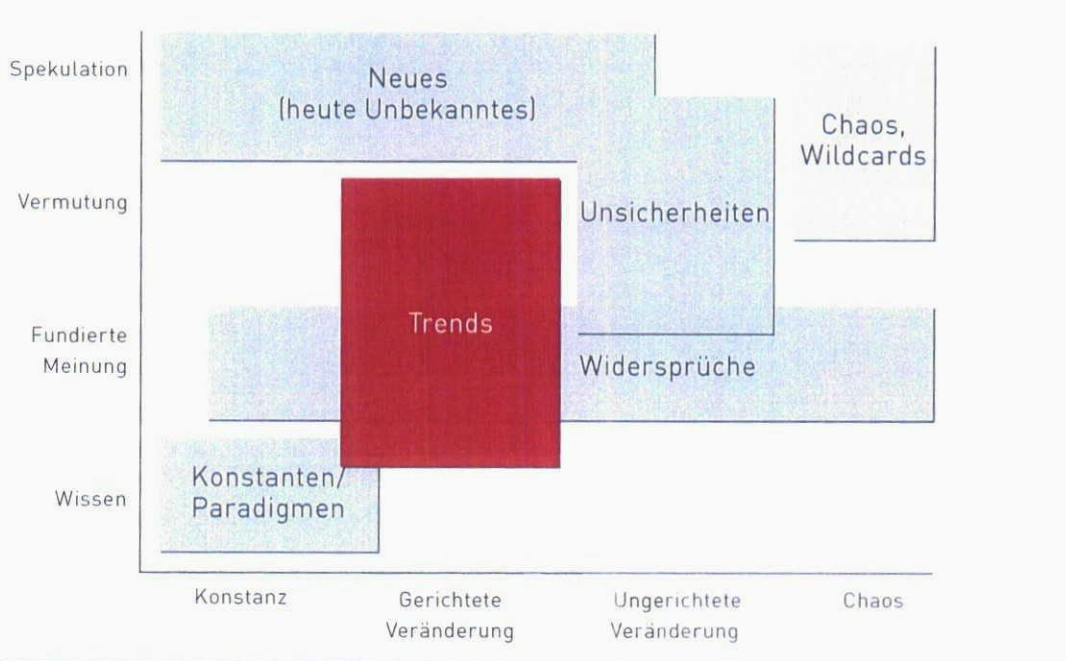 Spekulation
Neues
(heute Unbekanntes)
Chaos,
Wildcards
Vermutung
Unsicherheiten
Trends
Fundierte
Meinung
Widersprüche
Konstanten/
Paradigmen
Wissen
Konstanz
Gerichtete
Veränderung
Ungerichtete
Veränderung
Chaos